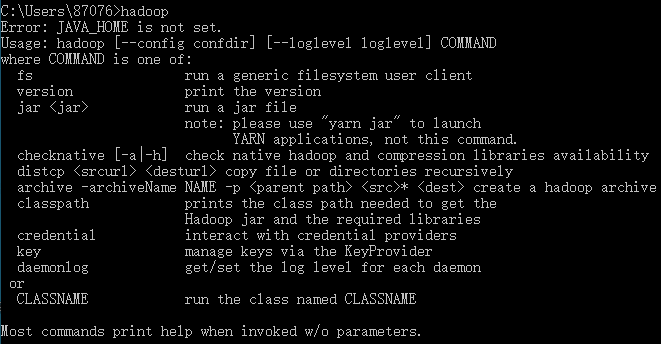 C:\Users\87076>hadoop
Error: JAVA_HOME is not set.
Usage: hadoop [--config confdir] [--loglevel loglevel] COMMAND
where COMMAND is one of:
  fs                   run a generic filesystem user client
  version              print the version
  jar <jar>            run a jar file
                       note: please use "yarn jar" to launch
                             YARN applications, not this command.
  checknative [-a|-h]  check native hadoop and compression libraries availability
  distcp <srcurl> <desturl> copy file or directories recursively
  archive -archiveName NAME -p <parent path> <src>* <dest> create a hadoop archive
  classpath            prints the class path needed to get the
                       Hadoop jar and the required libraries
  credential           interact with credential providers
  key                  manage keys via the KeyProvider
  daemonlog            get/set the log level for each daemon
 or
  CLASSNAME            run the class named CLASSNAME

Most commands print help when invoked w/o parameters.